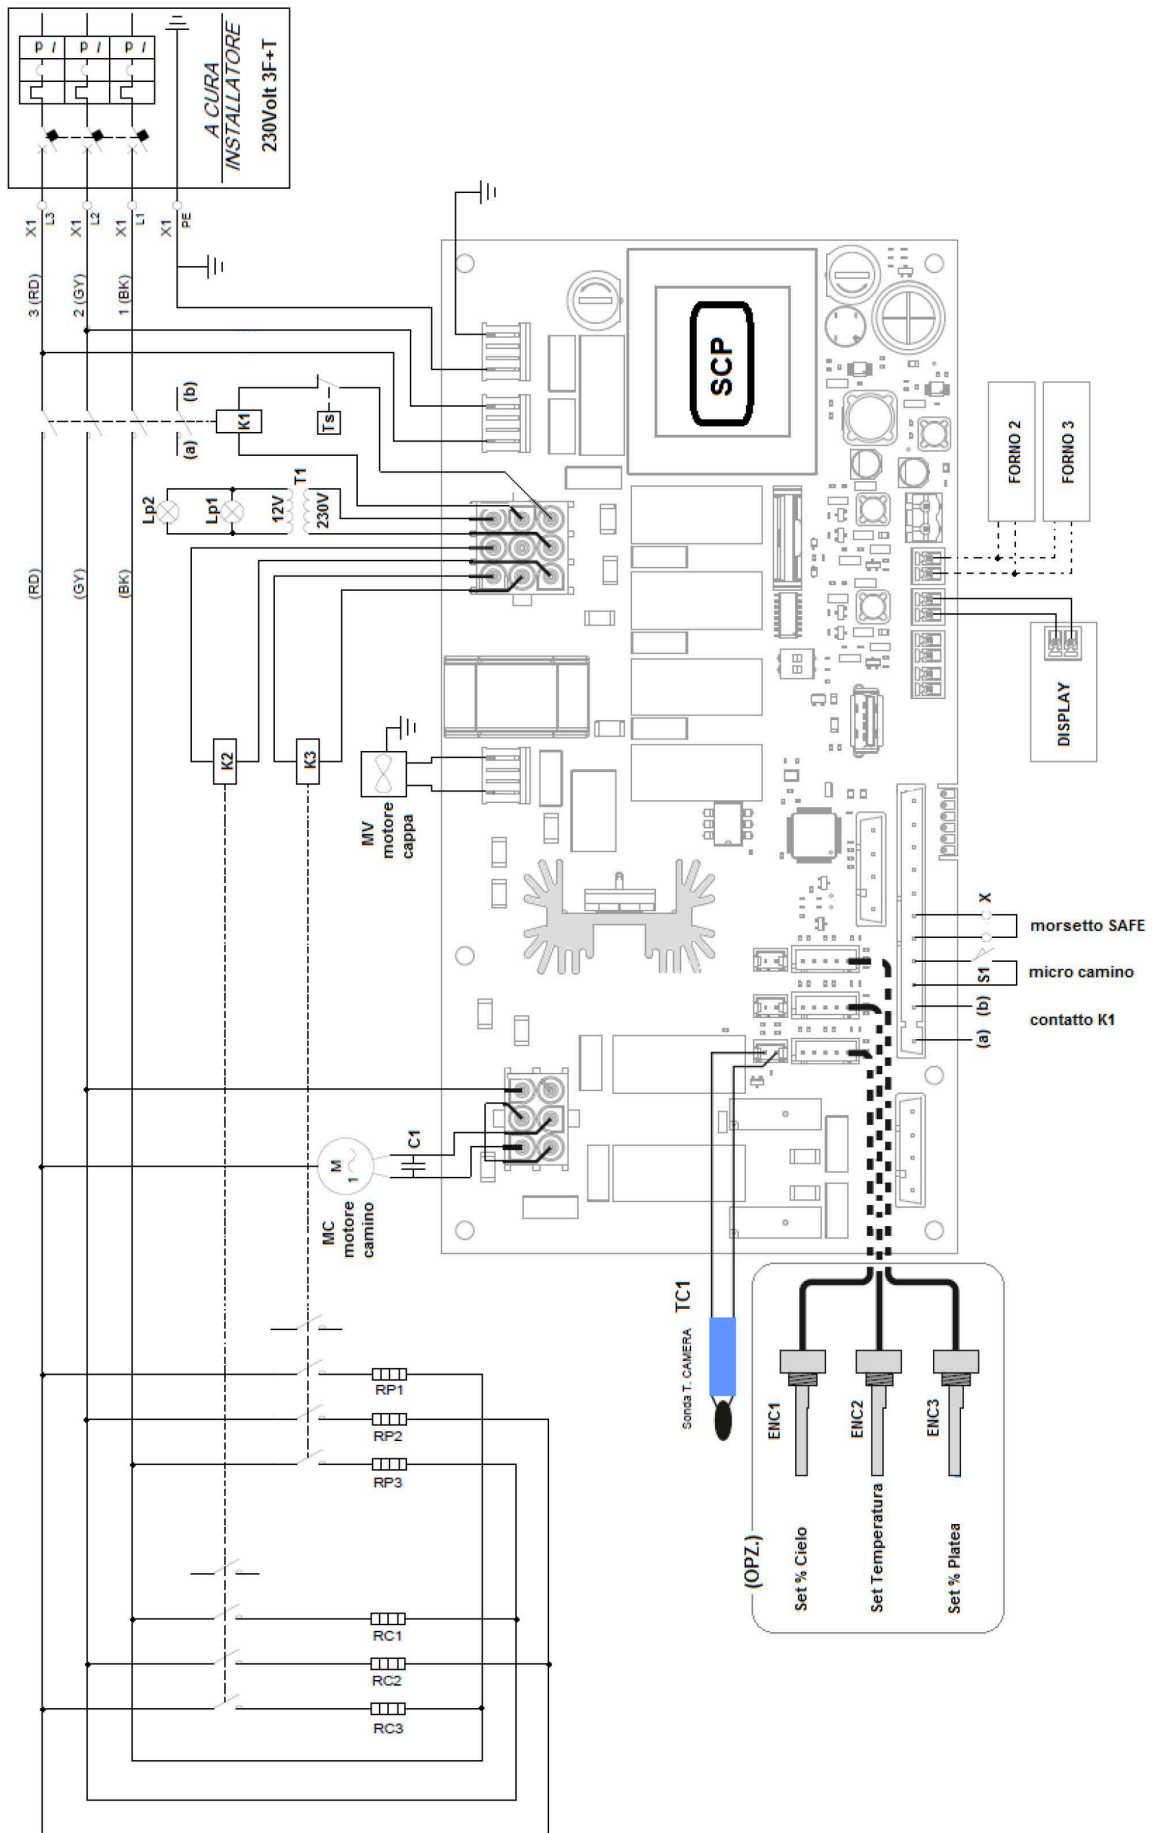 P I
P I
P I
A CURA
INSTALLATORE
230Volt 3F+T
X1
L3
X1
L2
X1
L1
X1
PE
3 (RD)
2 (GY)
1 (BK)
(b)
(a)
K1
Ts
Lp2
Lp1
12V
T1
230V
(RD)
(GY)
(BK)
SCP
FORNO 2
FORNO 3
DISPLAY
K2
K3
MV
motore
cappa
X
morsetto SAFE
S1
micro camino
(b)
(a)
contatto K1
M
1
C1
MC
motore
camino
TC1
Sonda T. CAMERA
RP1
RP2
RP3
RC1
RC2
RC3
(OPZ.)
ENC1
ENC2
ENC3
Set % Cielo
Set Temperatura
Set % Platea